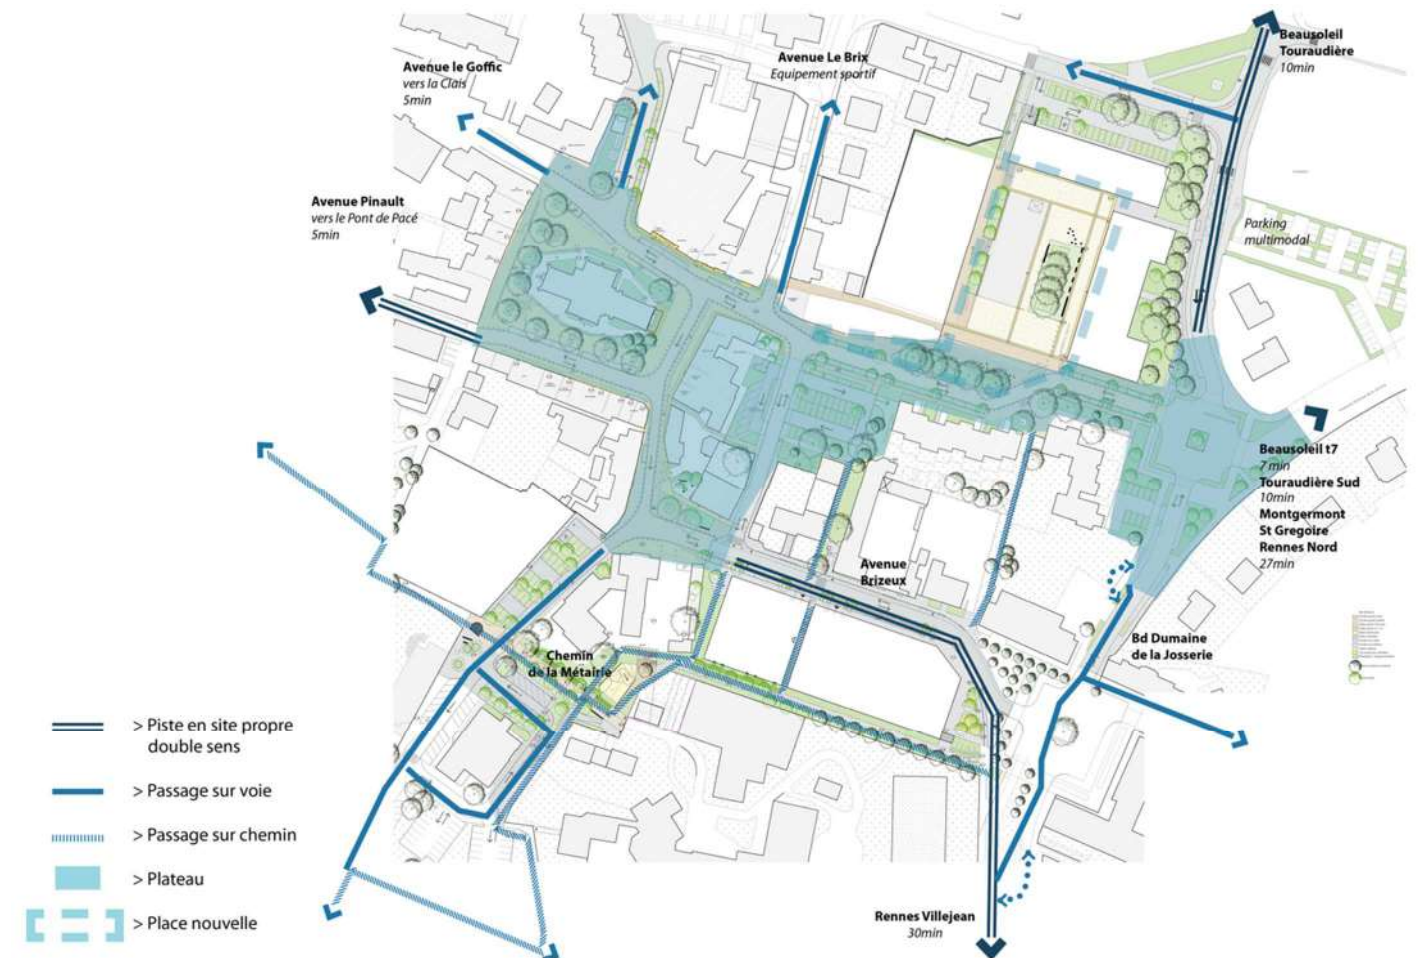 Avenue le Goffic
vers la Clais
5min
Avenue Le Brix
Equipement sportif
Beausoleil
Touraudière
10min
Avenue Pinault
vers le Pont de Pacé
5min
Parking
multimodal
Beausoleil t7
7 min
Touraudière Sud
10min
Montgermont
St Gregoire
Rennes Nord
27min
Avenue
Brizeux
Bd Dumaine
de la Josserie
Chemin
de la Métairie
> Piste en site propre
double sens
> Passage sur voie
> Passage sur chemin
> Plateau
> Place nouvelle
Rennes Villejean
30min